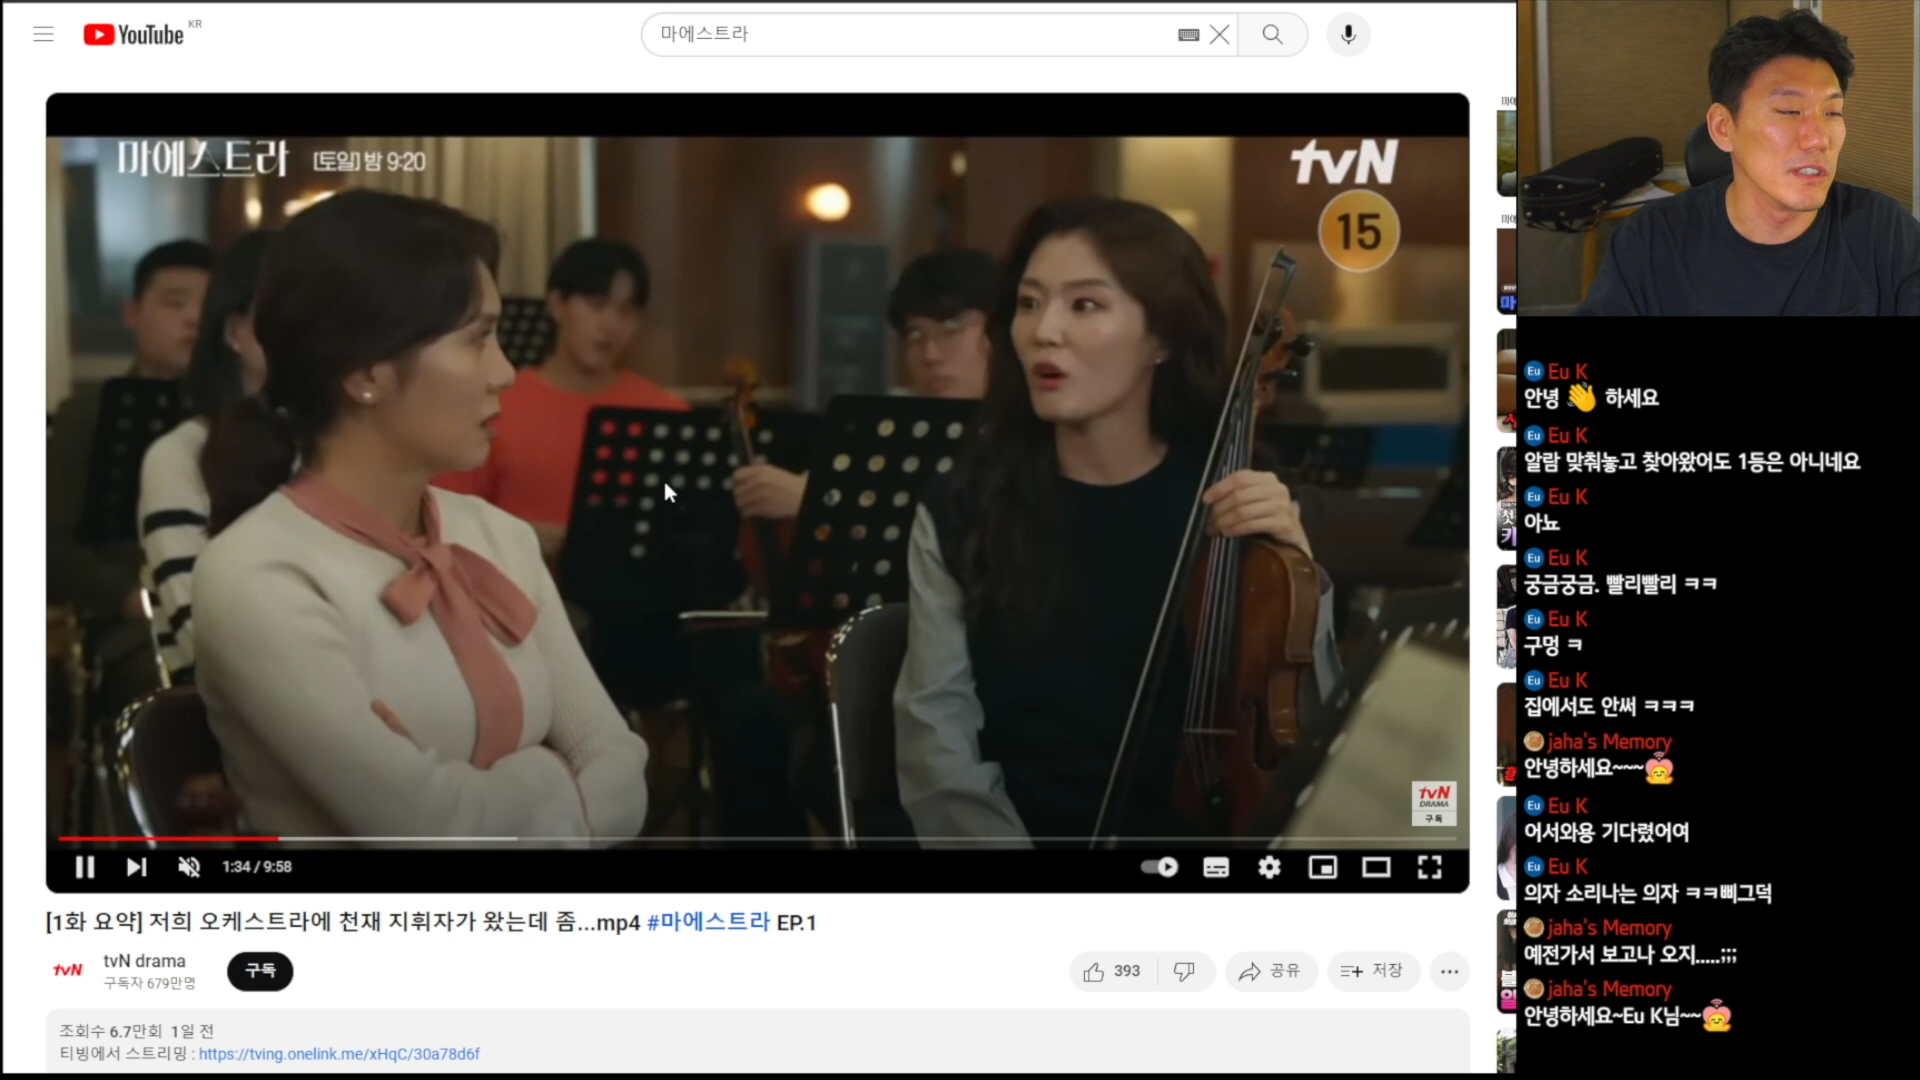 YouTube KR
마에스트라
마에스트라 [토일] 밤 9:20
tvN
15
tvN
DRAMA
구독
1:34 / 9:58
[1화 요약] 저희 오케스트라에 천재 지휘자가 왔는데 좀...mp4 #마에스트라 EP.1
tvN
tvN drama
구독자 679만명
구독
393
공유
저장
조회수 6.7만회 1일 전
티빙에서 스트리밍 : https://tving.onelink.me/xHqC/30a78d6f
Eu Eu K
안녕 👋 하세요
Eu Eu K
알람 맞춰놓고 찾아왔어도 1등은 아니네요
Eu Eu K
아뇨
Eu Eu K
궁금궁금. 빨리빨리 ㅋㅋ
Eu Eu K
구멍 ㅋ
Eu Eu K
집에서도 안써 ㅋㅋㅋ
jaha's Memory
안녕하세요~~~
Eu Eu K
어서와용 기다렸어여
Eu Eu K
의자 소리나는 의자 ㅋㅋ삐그덕
jaha's Memory
예전가서 보고나 오지.....;;;
jaha's Memory
안녕하세요~Eu K님~~